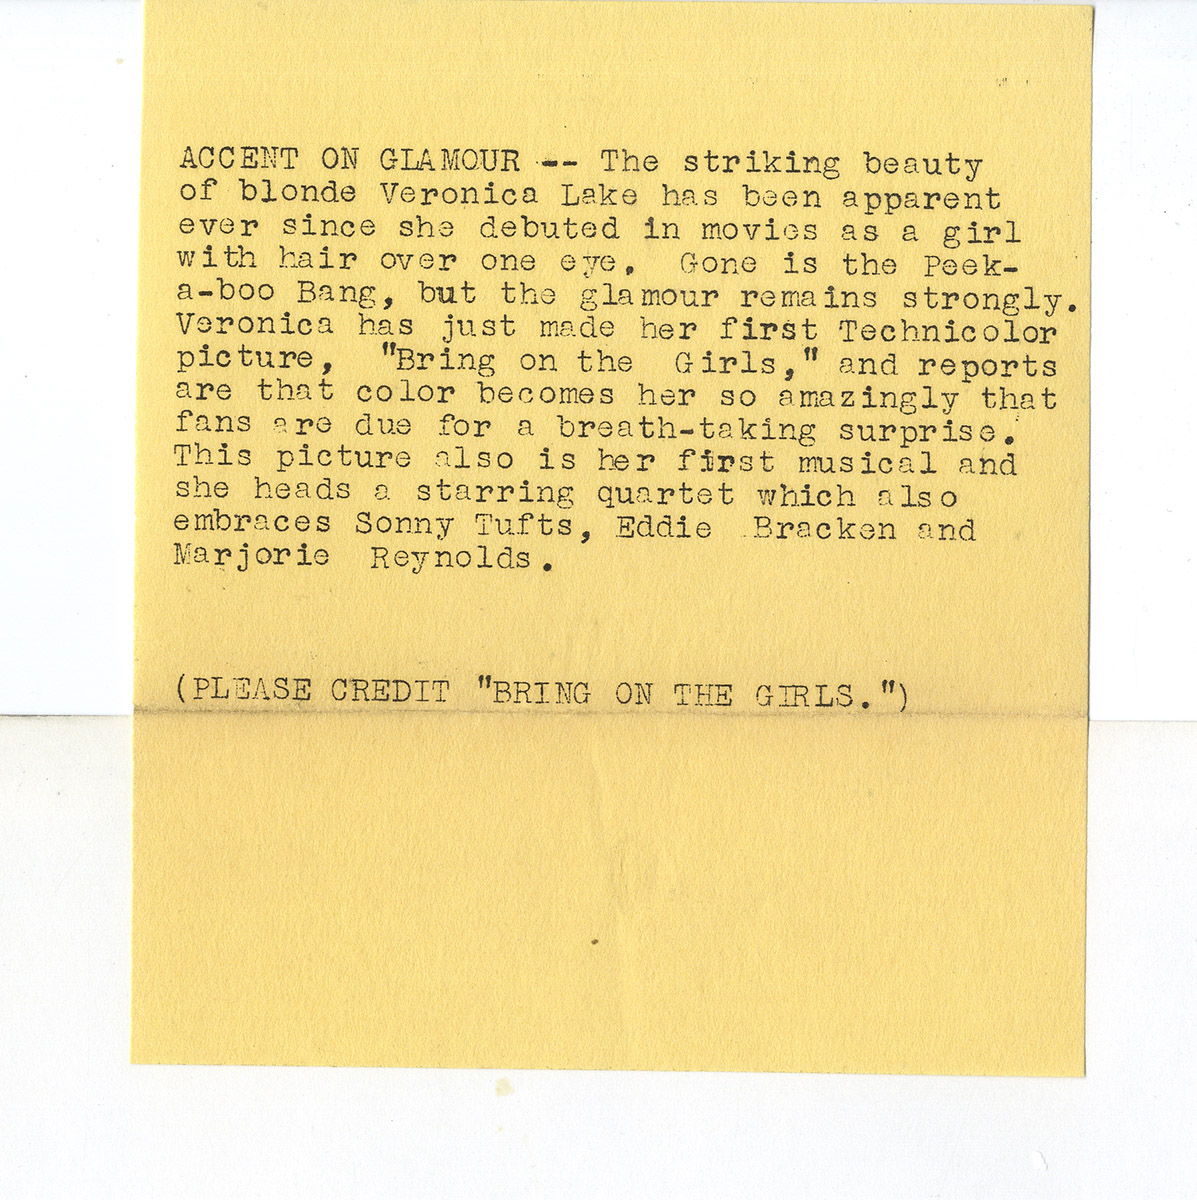 ACCENT ON GLAMOUR -- The striking beauty
of blonde Veronica Lake has been apparent
ever since she debuted in movies as a girl
with hair over one eye. Gone is the Peek-
a-boo Bang, but the glamour remains strongly.
Veronica has just made her first Technicolor
picture, "Bring on the Girls," and reports
are that color becomes her so amazingly that
fans are due for a breath-taking surprise.
This picture also is her first musical and
she heads a starring quartet which also
embraces Sonny Tufts, Eddie Bracken and
Marjorie Reynolds.
(PLEASE CREDIT "BRING ON THE GIRLS.")